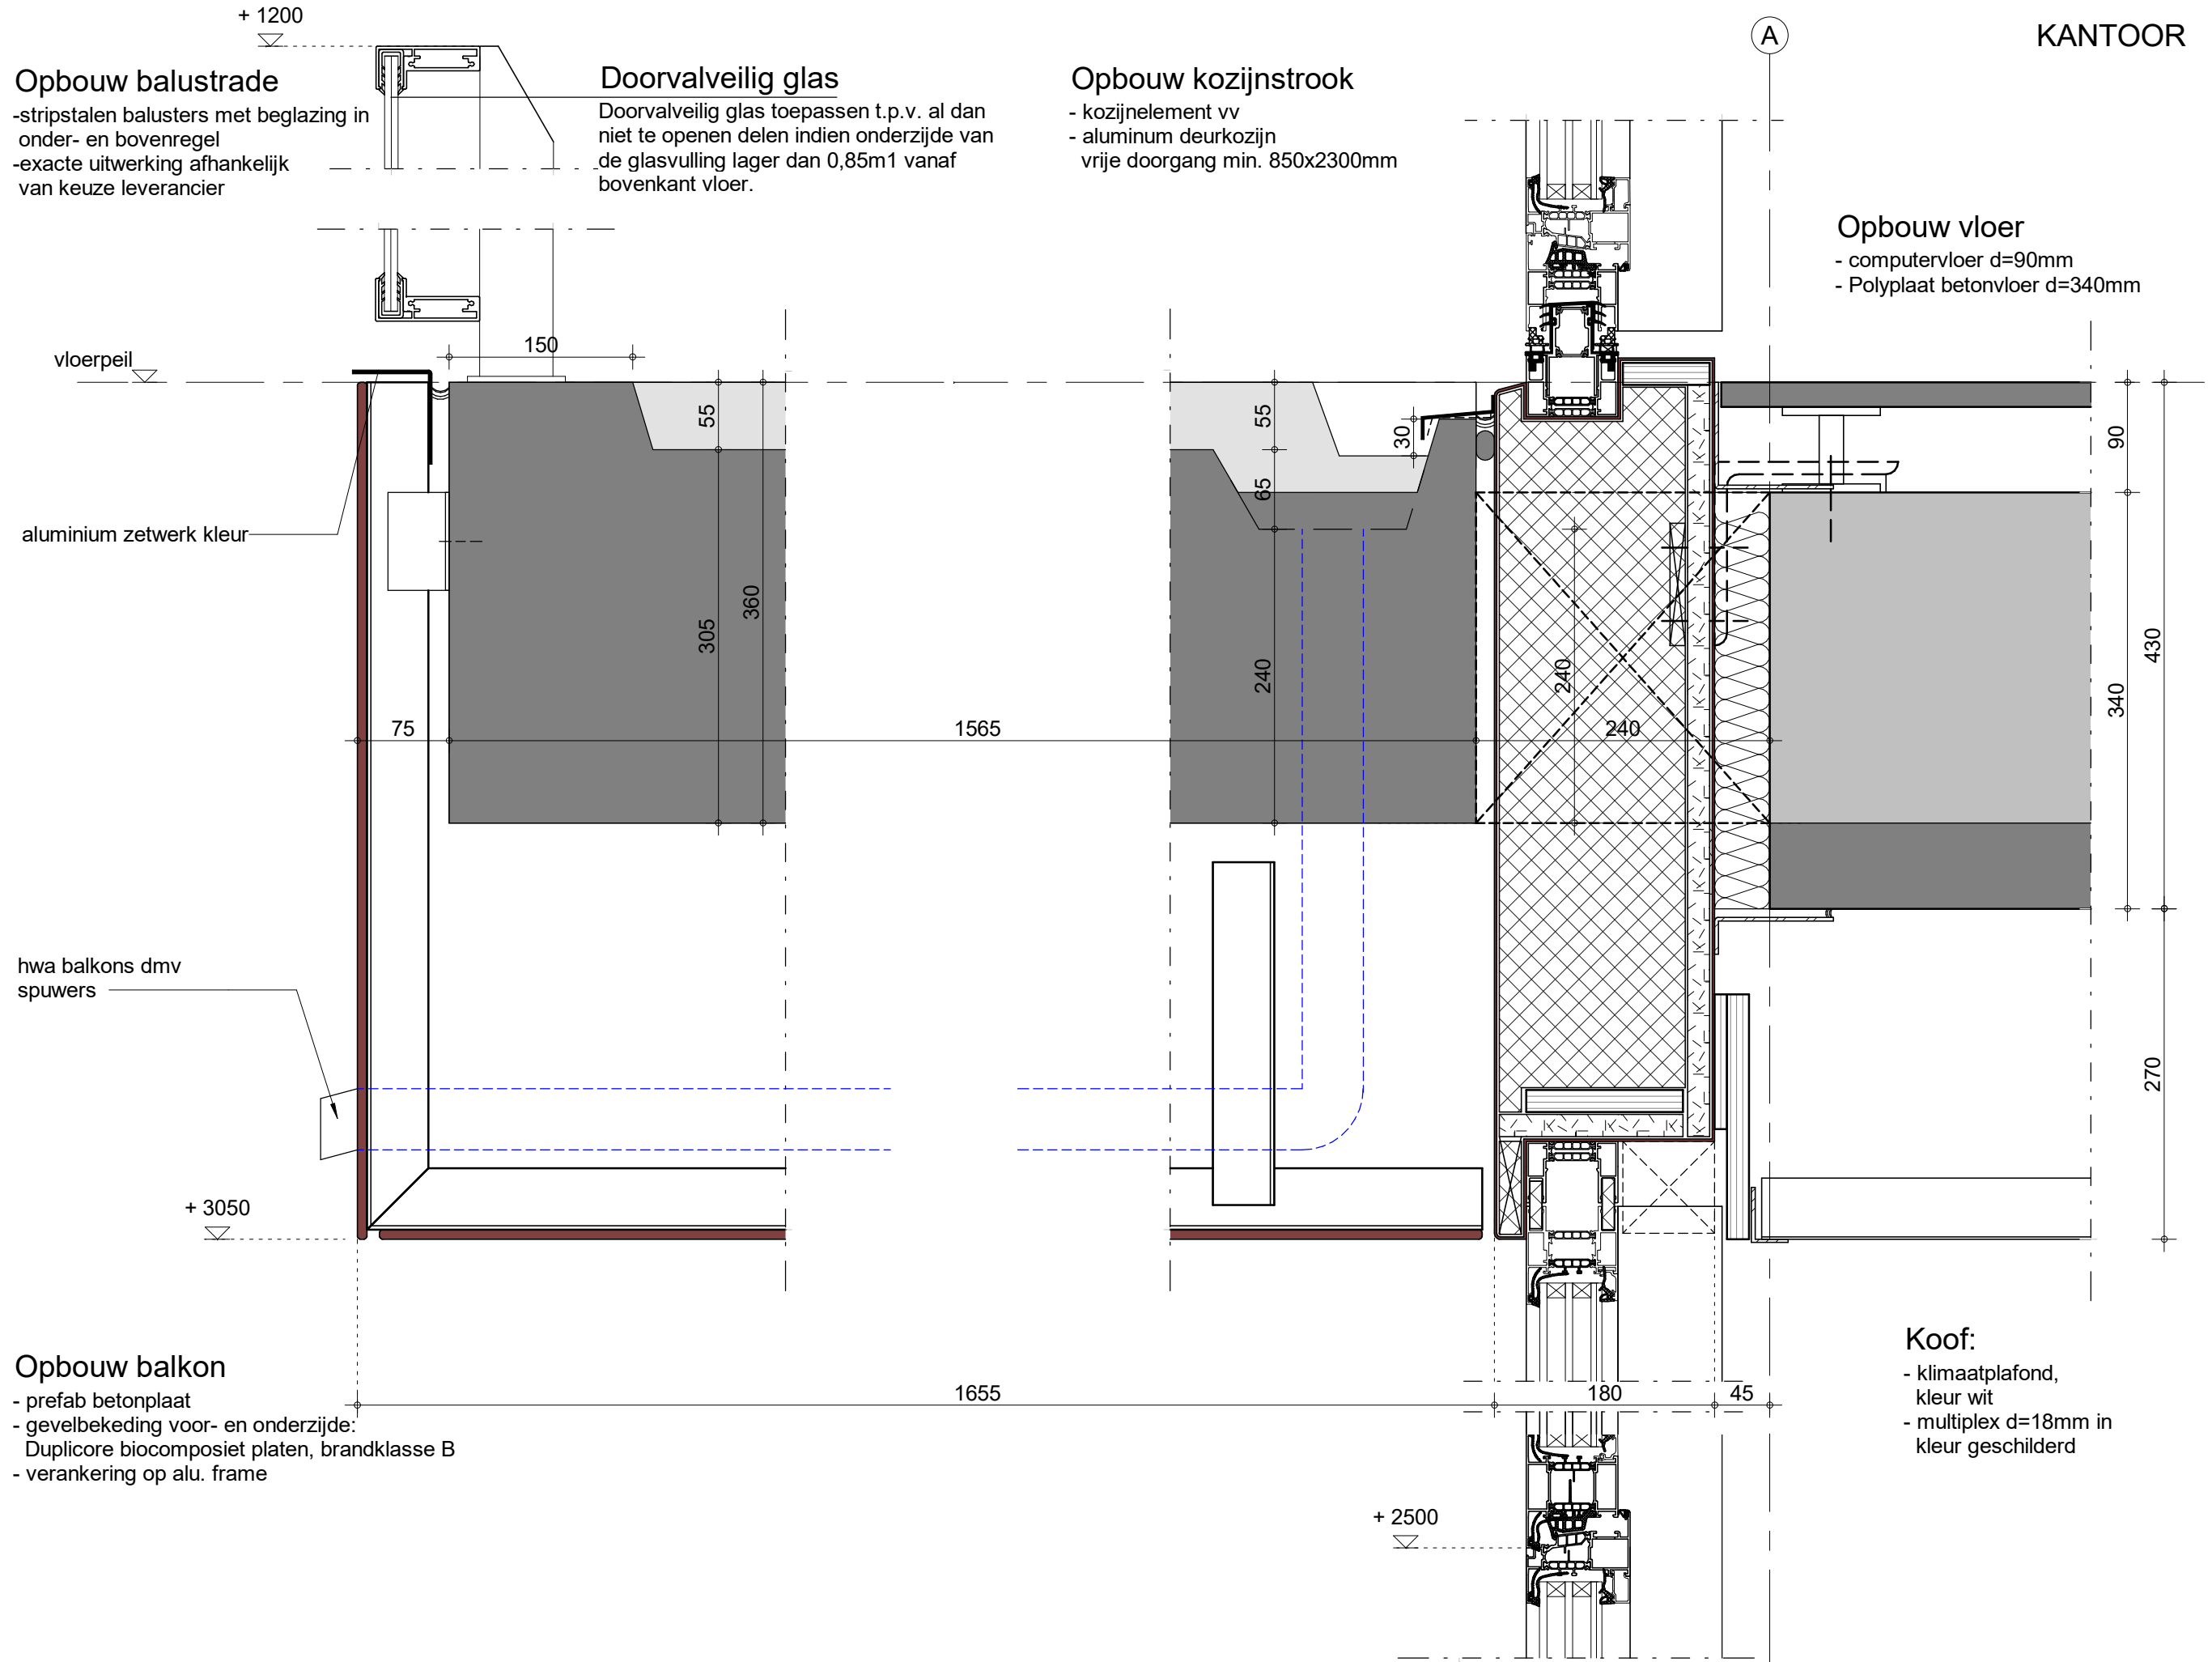 + 1200
A
KANTOOR
Opbouw balustrade
-stripstalen balusters met beglazing in
onder- en bovenregel
-exacte uitwerking afhankelijk
van keuze leverancier
Doorvalveilig glas
Doorvalveilig glas toepassen t.p.v. al dan
niet te openen delen indien onderzijde van
de glasvulling lager dan 0,85m1 vanaf
bovenkant vloer.
Opbouw kozijnstrook
- kozijnelement vv
- aluminum deurkozijn
vrije doorgang min. 850x2300mm
Opbouw vloer
- computervloer d=90mm
- Polyplaat betonvloer d=340mm
vloerpeil
150
55
55
30
90
65
aluminium zetwerk kleur
305
360
240
240
430
340
75
1565
240
hwa balkons dmv
spuwers
270
+ 3050
Opbouw balkon
- prefab betonplaat
- gevelbekeding voor- en onderzijde:
Duplicore biocomposiet platen, brandklasse B
- verankering op alu. frame
1655
180
45
Koof:
- klimaatplafond,
kleur wit
- multiplex d=18mm in
kleur geschilderd
+ 2500